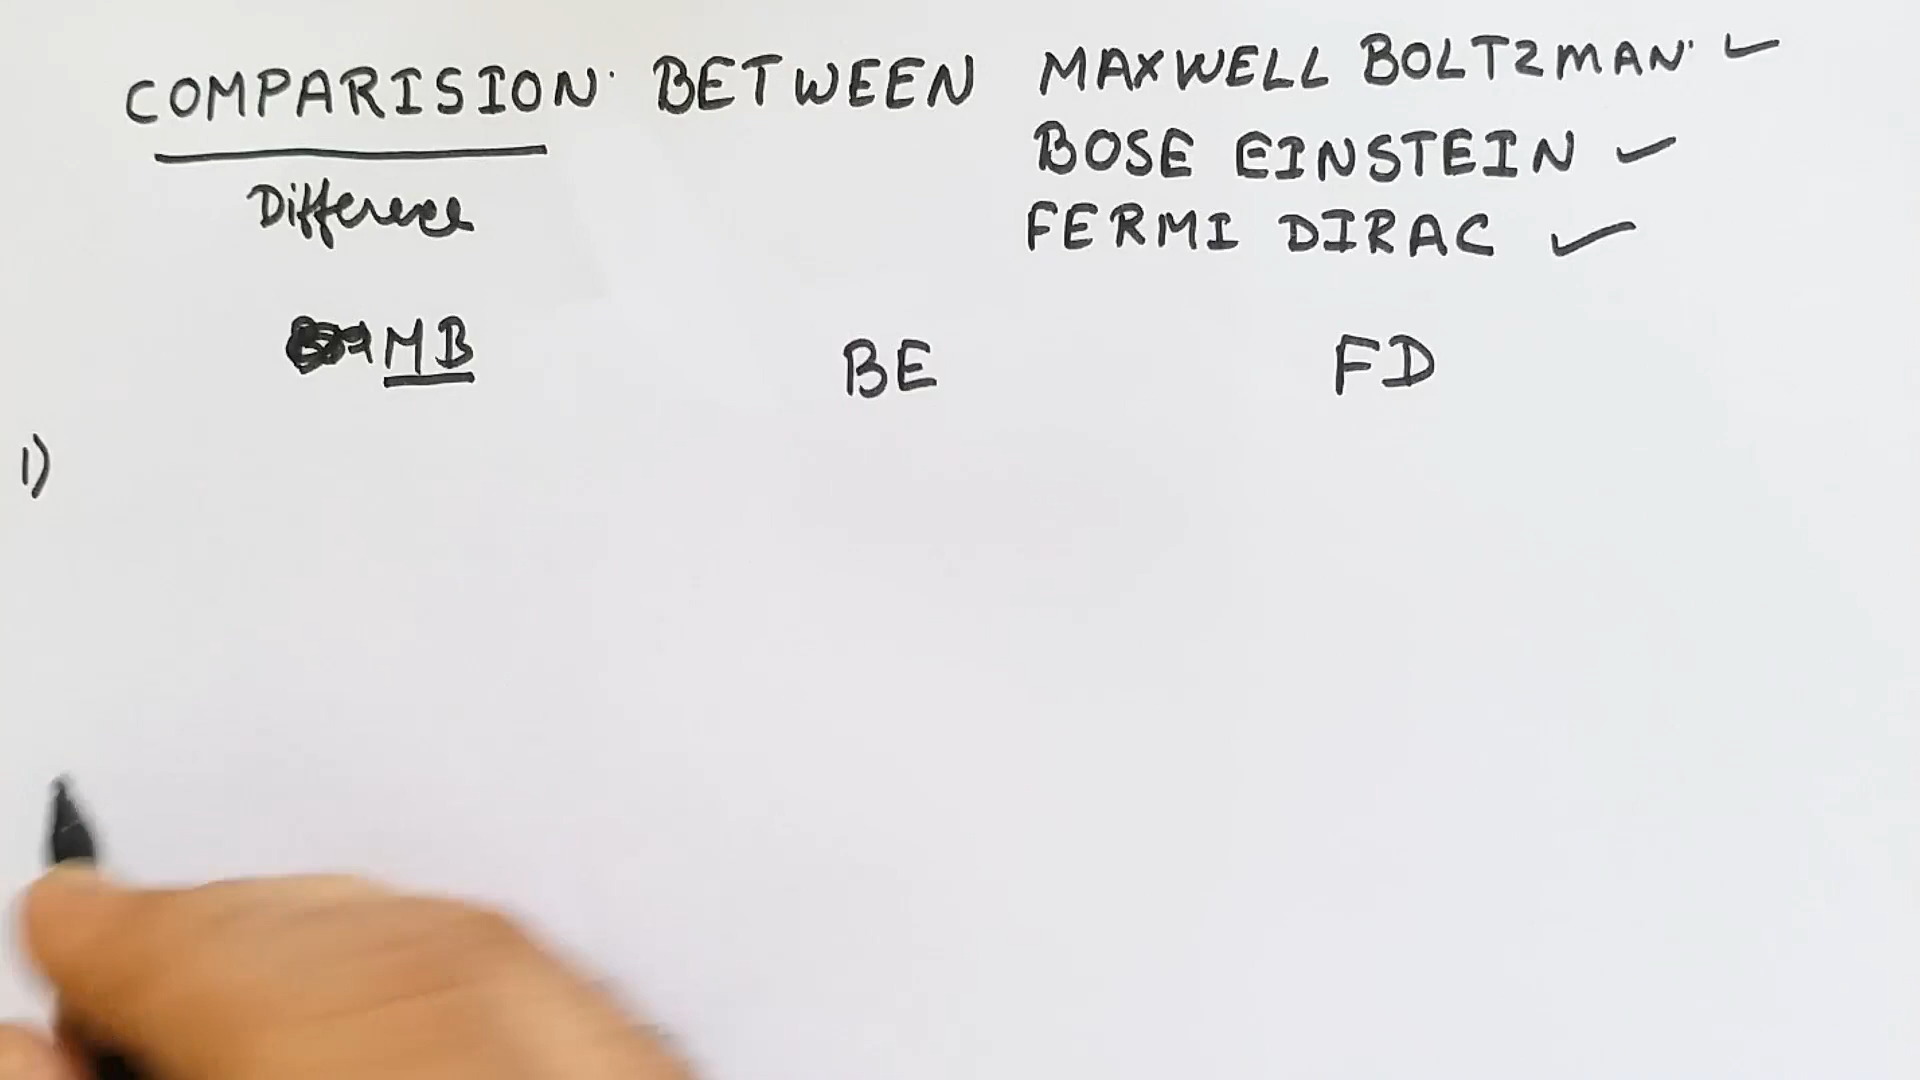 COMPARISION BETWEEN MAXWELL BOLTZMAN
BOSE EINSTEIN
FERMI DIRAC
Difference
MB BE FD
1)